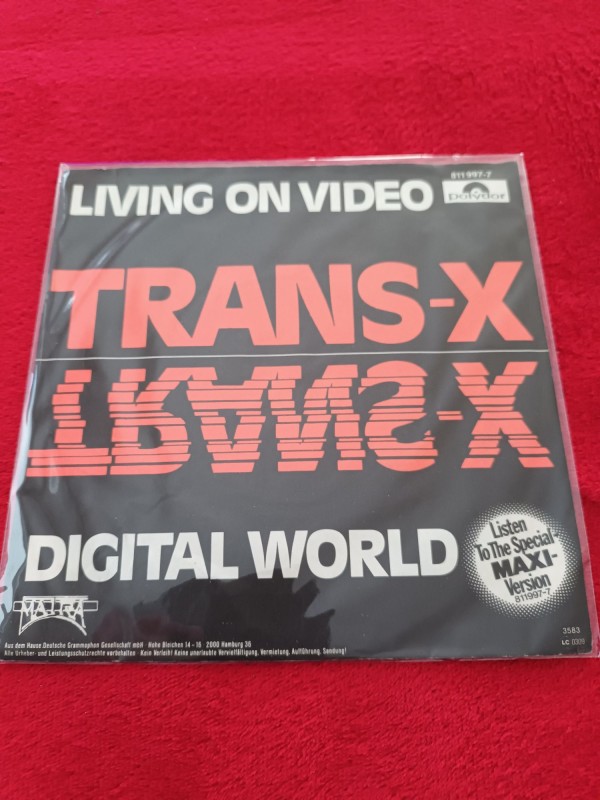 811 997-7
LIVING ON VIDEO
Polydor
TRANS-X
TRANS-X
DIGITAL WORLD
Listen
To The Special
MAXI-
Version
811997-7
MATRA
3583
LC 0309
Aus dem Hause Deutsche Grammophon Gesellschaft mbH Hohe Bleichen 14-16 2000 Hamburg 36
Alle Urheber- und Leistungsschutzrechte vorbehalten Kein Verleih! Keine unerlaubte Vervielfältigung, Vermietung, Aufführung, Sendung!